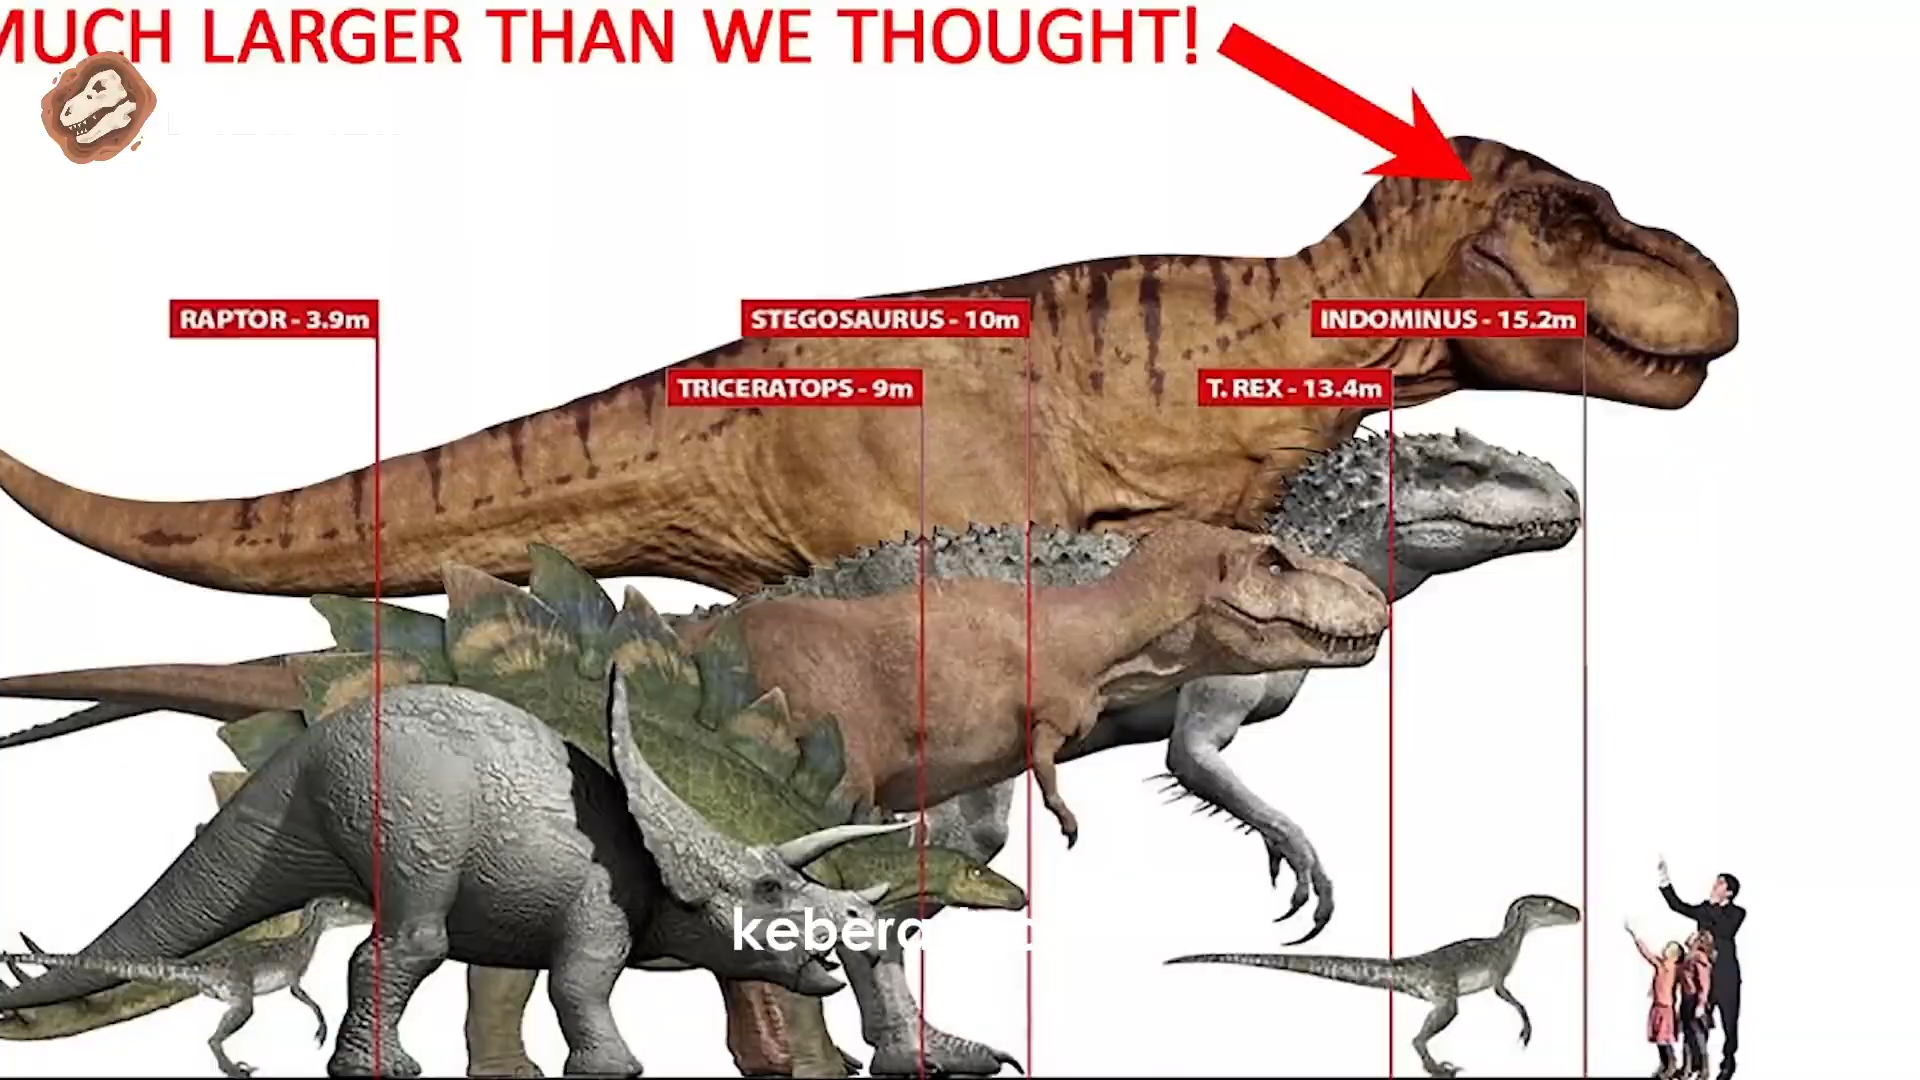 MUCH LARGER THAN WE THOUGHT!
RAPTOR - 3.9m
STEGOSAURUS - 10m
INDOMINUS - 15.2m
TRICERATOPS - 9m
T. REX - 13.4m